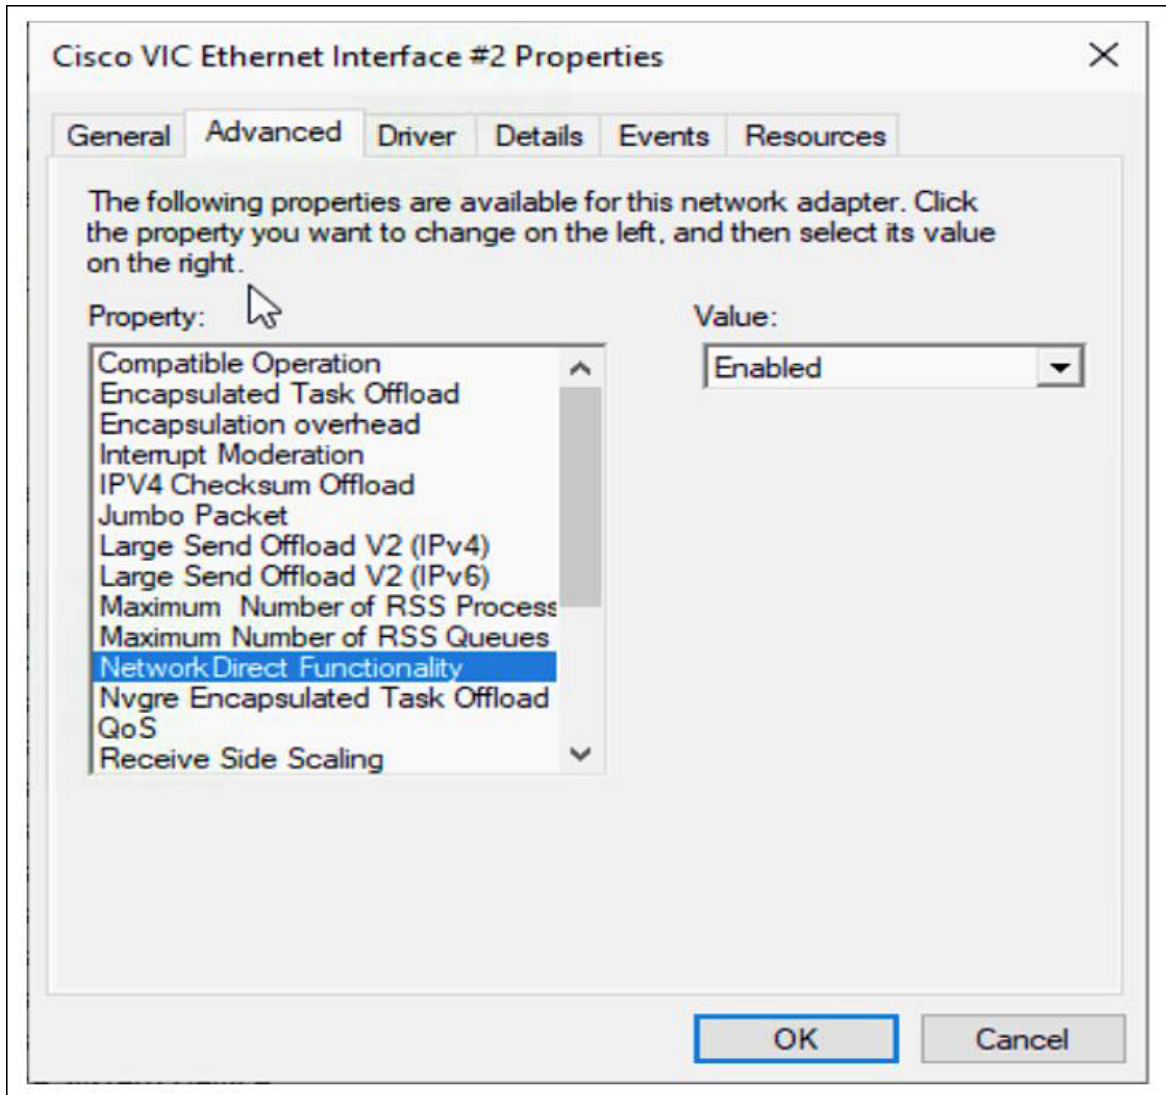 Cisco VIC Ethernet Interface #2 Properties
General Advanced Driver Details Events Resources
The following properties are available for this network adapter. Click
the property you want to change on the left, and then select its value
on the right.
Property: Value:
Compatible Operation
Enabled
Encapsulated Task Offload
Encapsulation overhead
Interrupt Moderation
IPV4 Checksum Offload
Jumbo Packet
Large Send Offload V2 (IPv4)
Large Send Offload V2 (IPv6)
Maximum Number of RSS Process
Maximum Number of RSS Queues
NetworkDirect Functionality
Nvgre Encapsulated Task Offload
QoS
Receive Side Scaling
OK Cancel